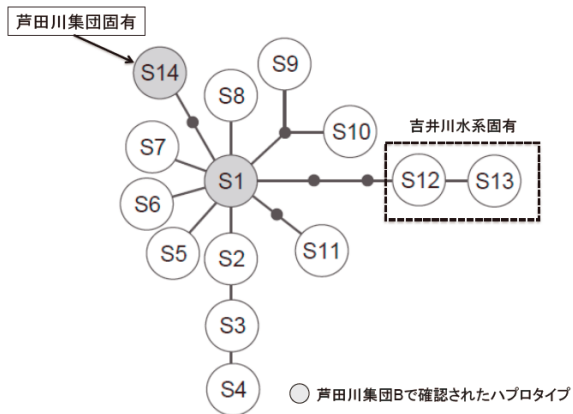 芦田川集団固有
S14
S9
S8
S10
吉井川水系固有
S7
S1
S12
S13
S6
S5
S2
S11
S3
S4
芦田川集団Bで確認されたハプロタイプ